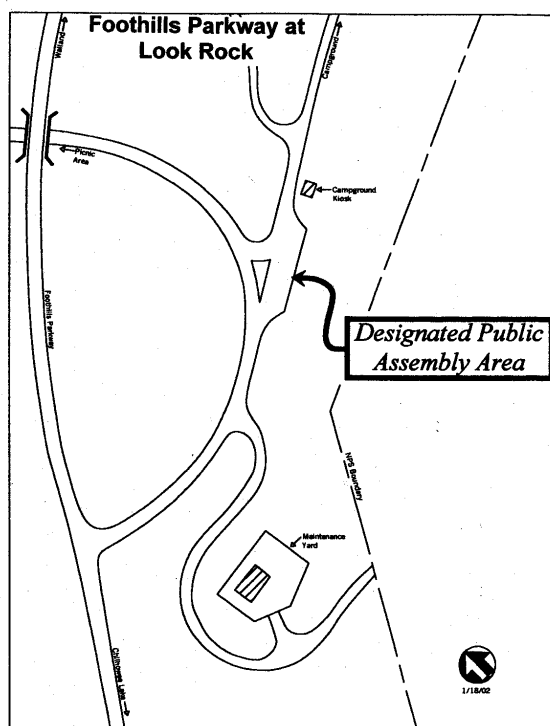 Foothills Parkway at
Look Rock
Walland
Campground
Picnic
Area
Campground
Kiosk
Foothills Parkway
Designated Public
Assembly Area
NPS Boundary
Maintenance
Yard
Chilhowee Lake
1/18/02